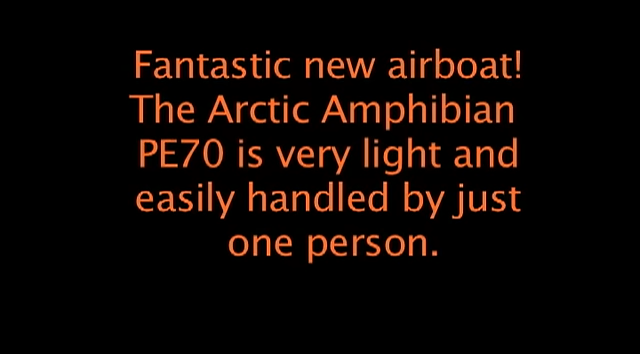 Fantastic new airboat!
The Arctic Amphibian
PE70 is very light and
easily handled by just
one person.